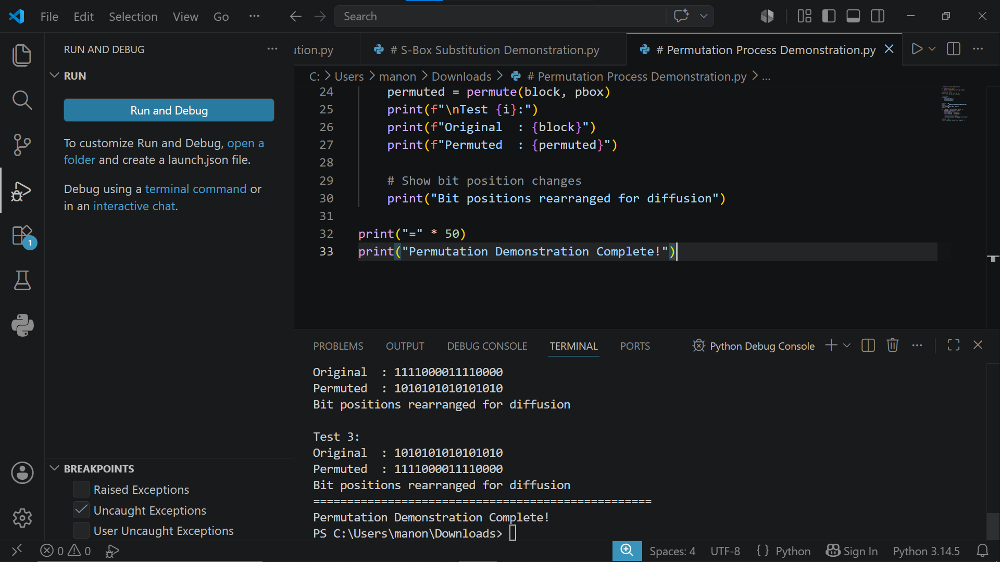 File Edit Selection View Go ··· Search
RUN AND DEBUG ···
RUN
Run and Debug
To customize Run and Debug, open a
folder and create a launch.json file.
Debug using a terminal command or
in an interactive chat.
1
BREAKPOINTS
Raised Exceptions
Uncaught Exceptions
User Uncaught Exceptions
ution.py # S-Box Substitution Demonstration.py # Permutation Process Demonstration.py
C: > Users > manon > Downloads > # Permutation Process Demonstration.py > ...
24 permuted = permute(block, pbox)
25 print(f"\nTest {i}:")
26 print(f"Original  : {block}")
27 print(f"Permuted  : {permuted}")
28
29 # Show bit position changes
30 print("Bit positions rearranged for diffusion")
31
32 print("=" * 50)
33 print("Permutation Demonstration Complete!")
PROBLEMS OUTPUT DEBUG CONSOLE TERMINAL PORTS Python Debug Console
Original  : 1111000011110000
Permuted  : 1010101010101010
Bit positions rearranged for diffusion
Test 3:
Original  : 1010101010101010
Permuted  : 1111000011110000
Bit positions rearranged for diffusion
==================================================
Permutation Demonstration Complete!
PS C:\Users\manon\Downloads>
0 0 Spaces: 4 UTF-8 {} Python Sign In Python 3.14.5